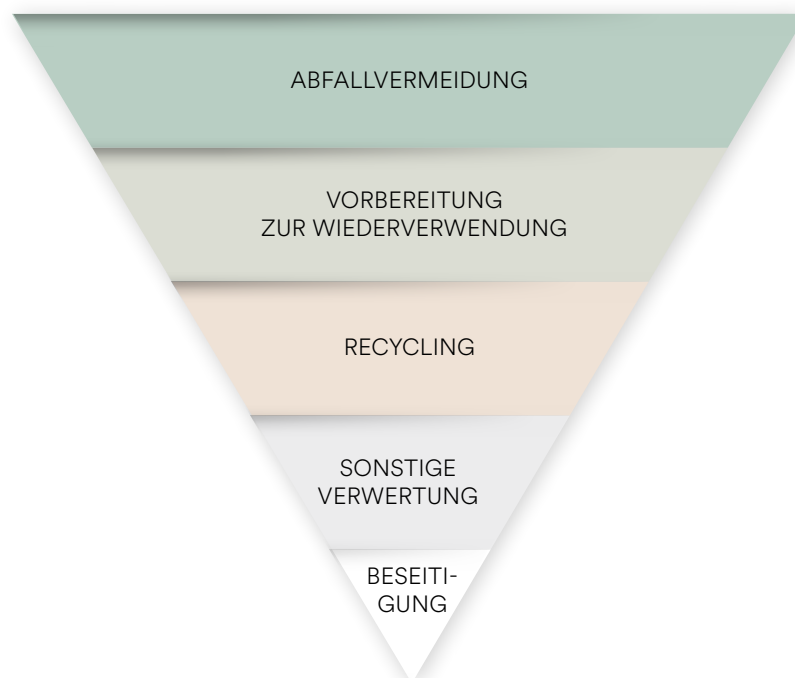 ABFALLVERMEIDUNG
VORBEREITUNG
ZUR WIEDERVERWENDUNG
RECYCLING
SONSTIGE
VERWERTUNG
BESEITI-
GUNG